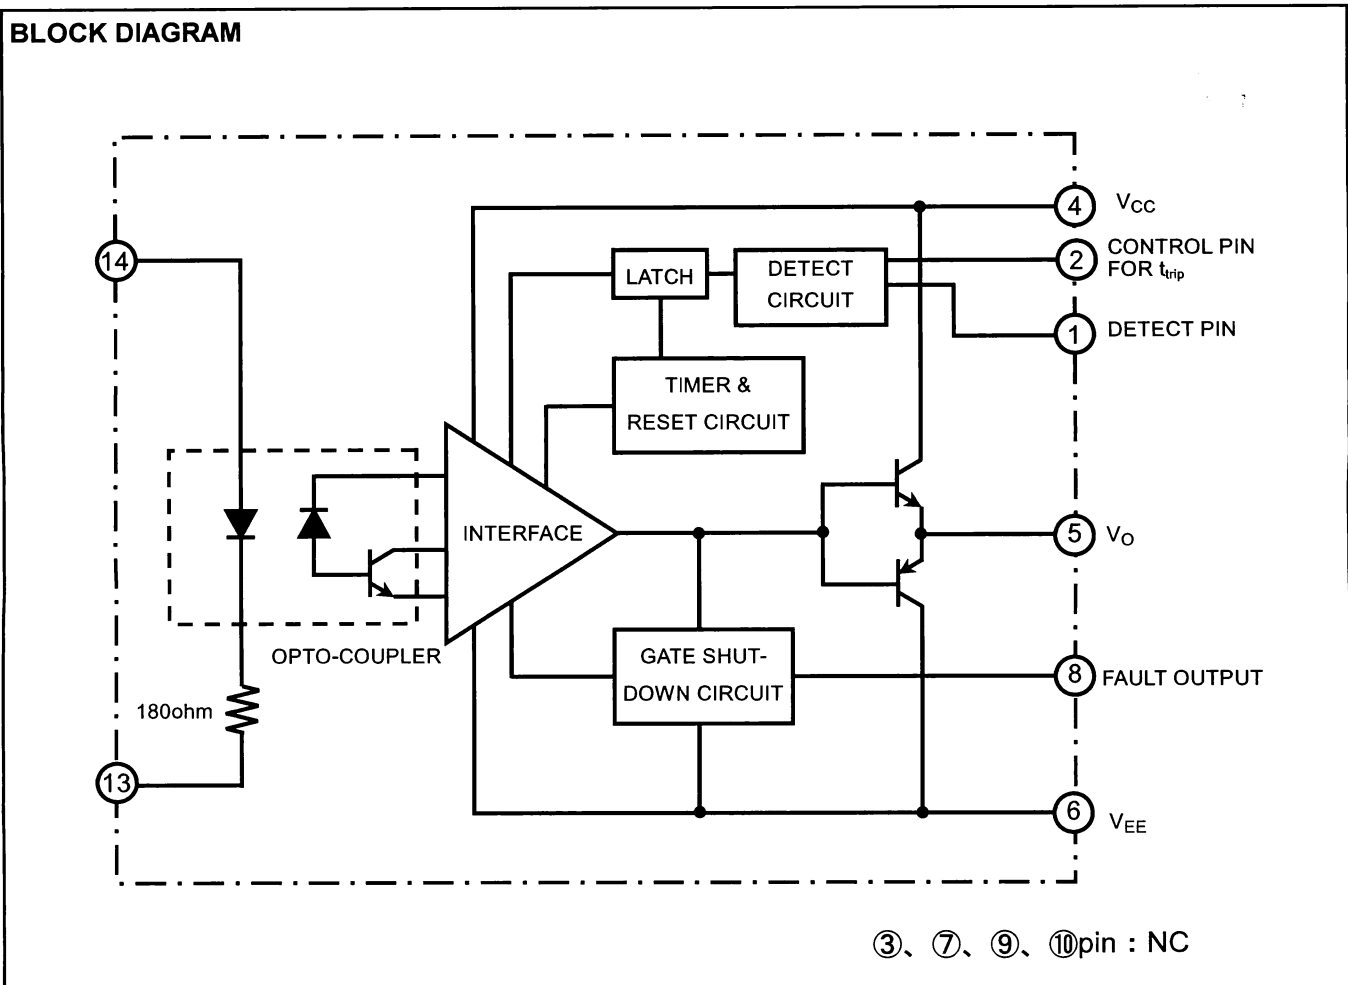 BLOCK DIAGRAM
4
VCC
14
LATCH
DETECT
CIRCUIT
2
CONTROL PIN
FOR ttrip
1
DETECT PIN
TIMER &
RESET CIRCUIT
INTERFACE
5
VO
OPTO-COUPLER
GATE SHUT-
DOWN CIRCUIT
8
FAULT OUTPUT
180ohm
13
6
VEE
③、⑦、⑨、⑩pin : NC